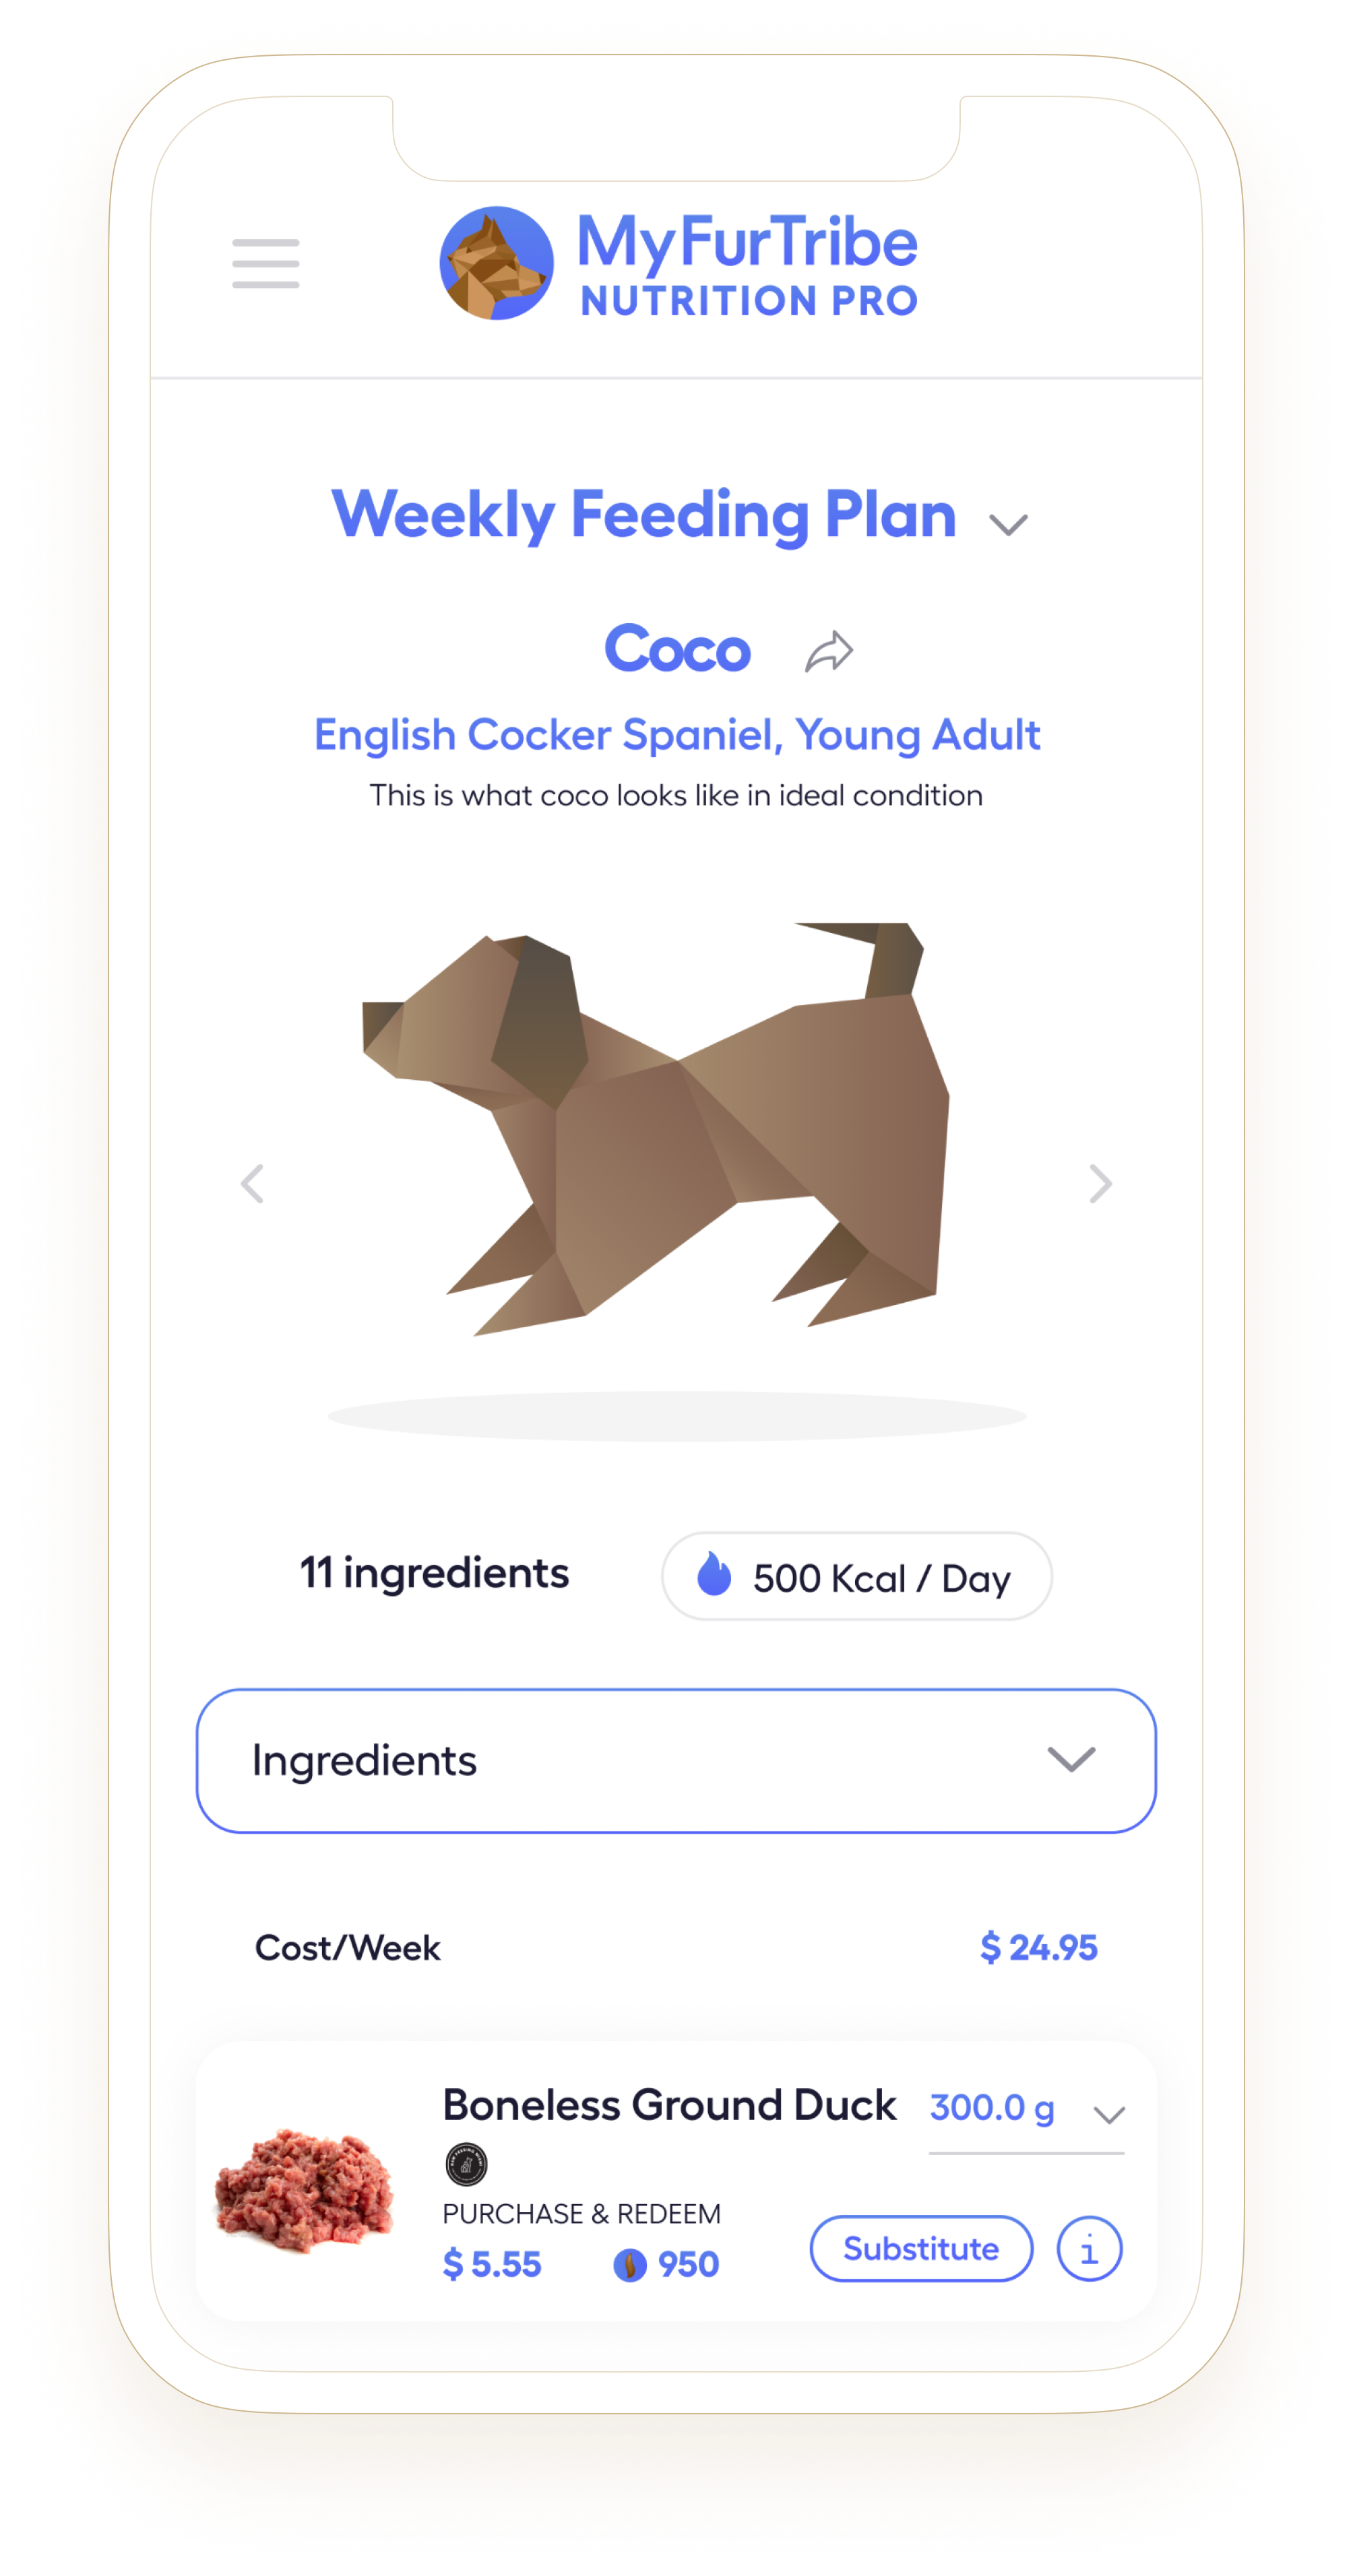 MyFurTribe
NUTRITION PRO
Weekly Feeding Plan
Coco
English Cocker Spaniel, Young Adult
This is what coco looks like in ideal condition
11 ingredients
500 Kcal / Day
Ingredients
Cost/Week
$ 24.95
Boneless Ground Duck
300.0 g
PURCHASE & REDEEM
$ 5.55
950
Substitute
i